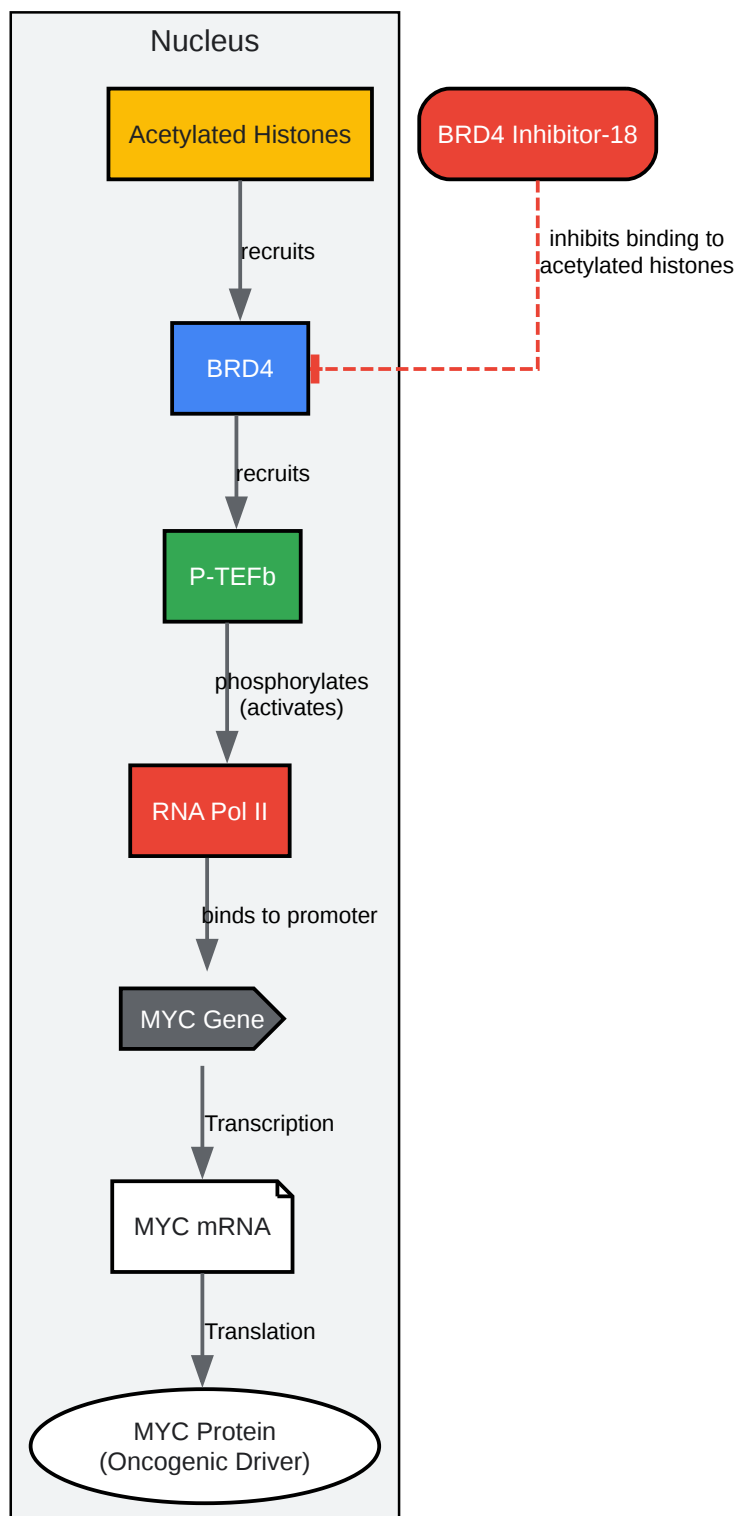 Nucleus
Acetylated Histones
BRD4 Inhibitor-18
recruits
inhibits binding to
acetylated histones
BRD4
recruits
P-TEFb
phosphorylates
(activates)
RNA Pol II
binds to promoter
MYC Gene
Transcription
MYC mRNA
Translation
MYC Protein
(Oncogenic Driver)